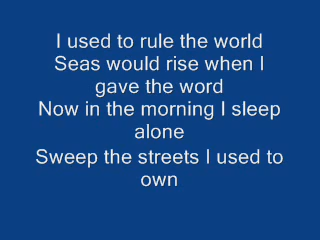 I used to rule the world
Seas would rise when I
gave the word
Now in the morning I sleep
alone
Sweep the streets I used to
own